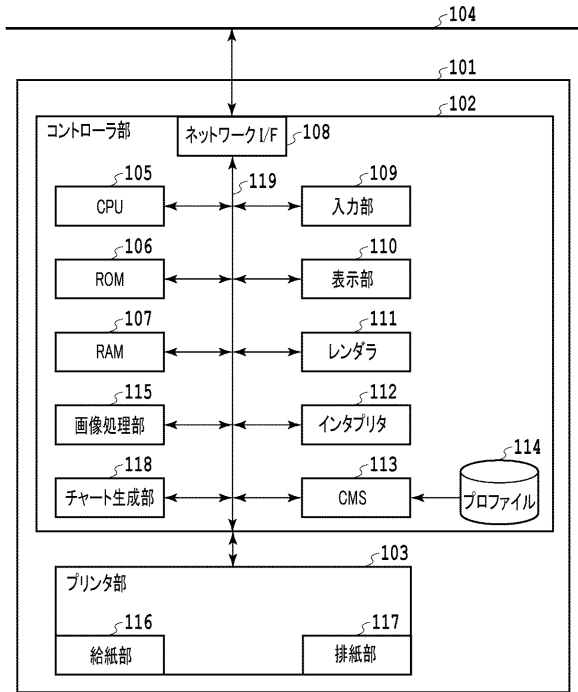 104
101
102
コントローラ部
ネットワーク I/F
108
105
119
109
CPU
入力部
106
110
ROM
表示部
107
111
RAM
レンダラ
115
112
114
画像処理部
インタプリタ
118
113
チャート生成部
CMS
プロファイル
103
プリンタ部
116
117
給紙部
排紙部